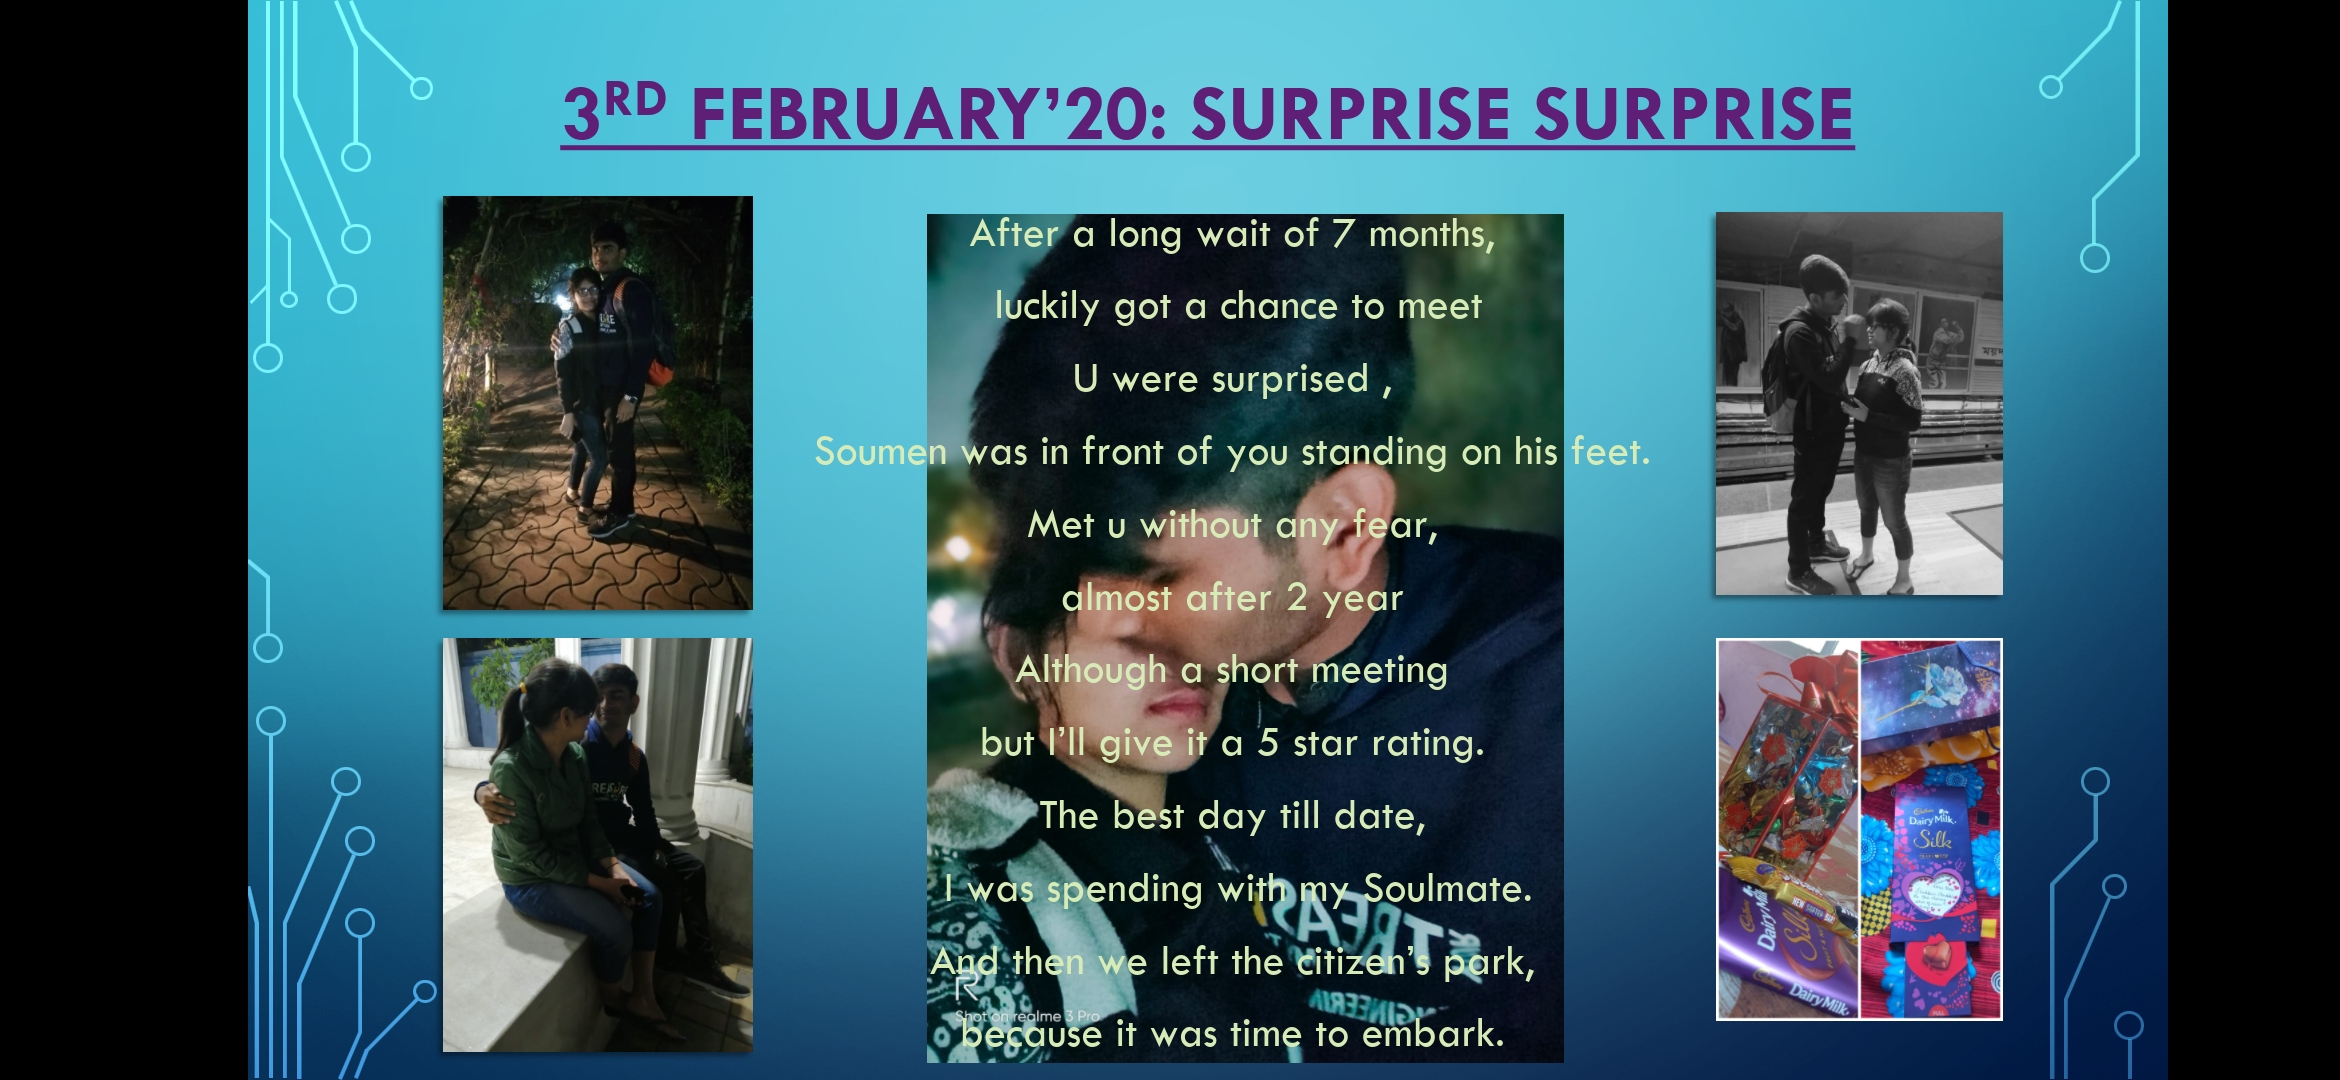 3RD FEBRUARY’20: SURPRISE SURPRISE
After a long wait of 7 months,
luckily got a chance to meet
U were surprised ,
Soumen was in front of you standing on his feet.
Met u without any fear,
almost after 2 year
Although a short meeting
but I’ll give it a 5 star rating.
The best day till date,
I was spending with my Soulmate.
And then we left the citizen’s park,
because it was time to embark.
Shot on realme 3 Pro
Cadbury
Dairy Milk
Silk
Dairy Milk
Silk
Dairy Milk